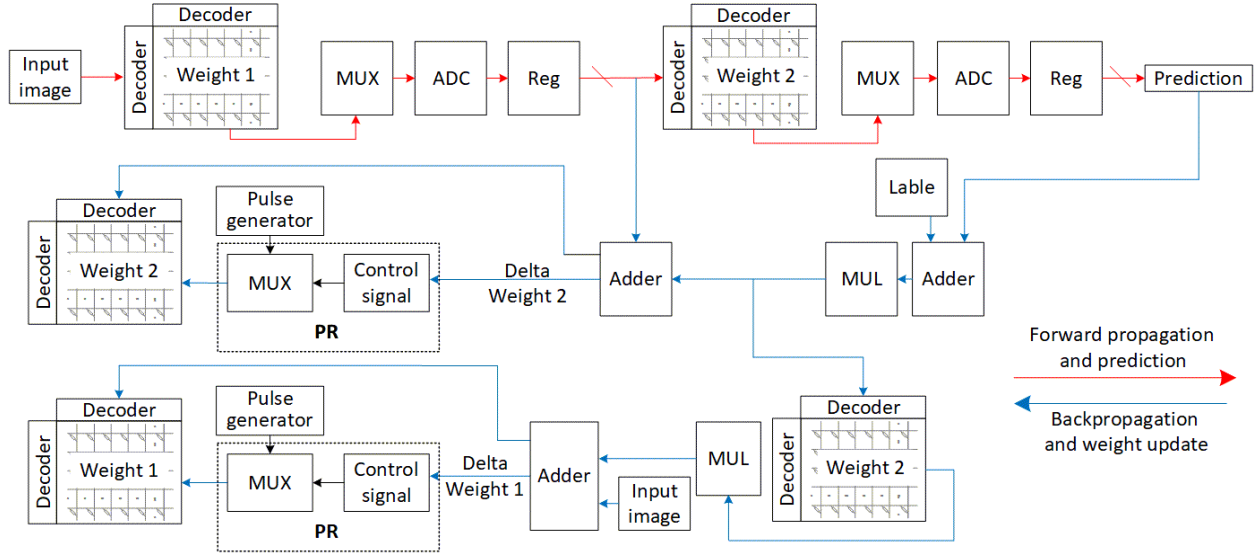 Decoder
Decoder
Input
image
Decoder
Weight 1
MUX
ADC
Reg
Decoder
Weight 2
MUX
ADC
Reg
Prediction
Lable
Pulse
generator
Decoder
Decoder
Weight 2
MUX
Control
signal
PR
Delta
Weight 2
Adder
MUL
Adder
Forward propagation
and prediction
Backpropagation
and weight update
Pulse
generator
Decoder
Decoder
Weight 1
MUX
Control
signal
PR
Delta
Weight 1
Adder
Input
image
MUL
Decoder
Decoder
Weight 2